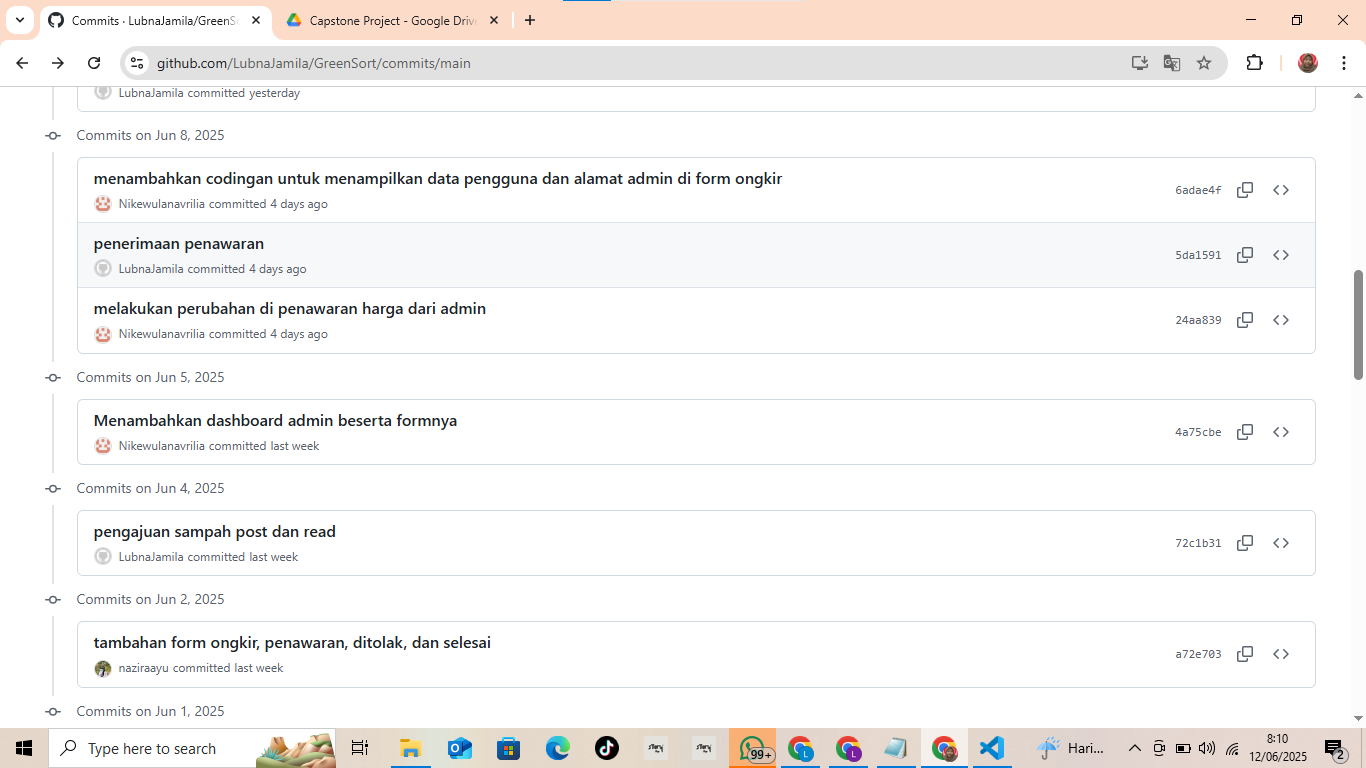 Commits · LubnaJamila/GreenS
Capstone Project - Google Drive
github.com/LubnaJamila/GreenSort/commits/main
LubnaJamila committed yesterday
Commits on Jun 8, 2025
menambahkan codingan untuk menampilkan data pengguna dan alamat admin di form ongkir
6adae4f
Nikewulanavrilia committed 4 days ago
penerimaan penawaran
5da1591
LubnaJamila committed 4 days ago
melakukan perubahan di penawaran harga dari admin
24aa839
Nikewulanavrilia committed 4 days ago
Commits on Jun 5, 2025
Menambahkan dashboard admin beserta formnya
4a75cbe
Nikewulanavrilia committed last week
Commits on Jun 4, 2025
pengajuan sampah post dan read
72c1b31
LubnaJamila committed last week
Commits on Jun 2, 2025
tambahan form ongkir, penawaran, ditolak, dan selesai
a72e703
naziraayu committed last week
Commits on Jun 1, 2025
Type here to search
99+
L
L
Hari...
8:10
12/06/2025
2